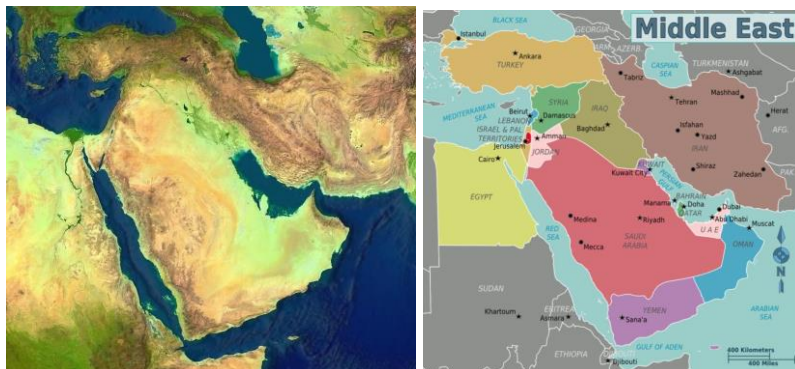 Middle East
BLACK SEA
Istanbul
GEORGIA
ARM.
AZERB.
CASPIAN
SEA
TURKMENISTAN
Ankara
TURKEY
Tabriz
Ashgabat
Mashhad
Tehran
Herat
AFG.
MEDITERRANEAN
SEA
SYRIA
Beirut
LEBANON
Damascus
IRAQ
Baghdad
Isfahan
Yazd
IRAN
ISRAEL & PAL.
TERRITORIES
Amman
Jerusalem
JORDAN
Cairo
KUWAIT
Kuwait City
Shiraz
Zahedan
PAK.
EGYPT
PERSIAN
GULF
BAHRAIN
Manama
Doha
QATAR
Dubai
Abu Dhabi
U A E
Muscat
Medina
Riyadh
SAUDI
ARABIA
RED
SEA
Mecca
OMAN
N
SUDAN
Khartoum
ERITREA
Asmara
YEMEN
Sana'a
ARABIAN
SEA
GULF OF ADEN
ETHIOPIA
Djibouti
400 Kilometers
400 Miles